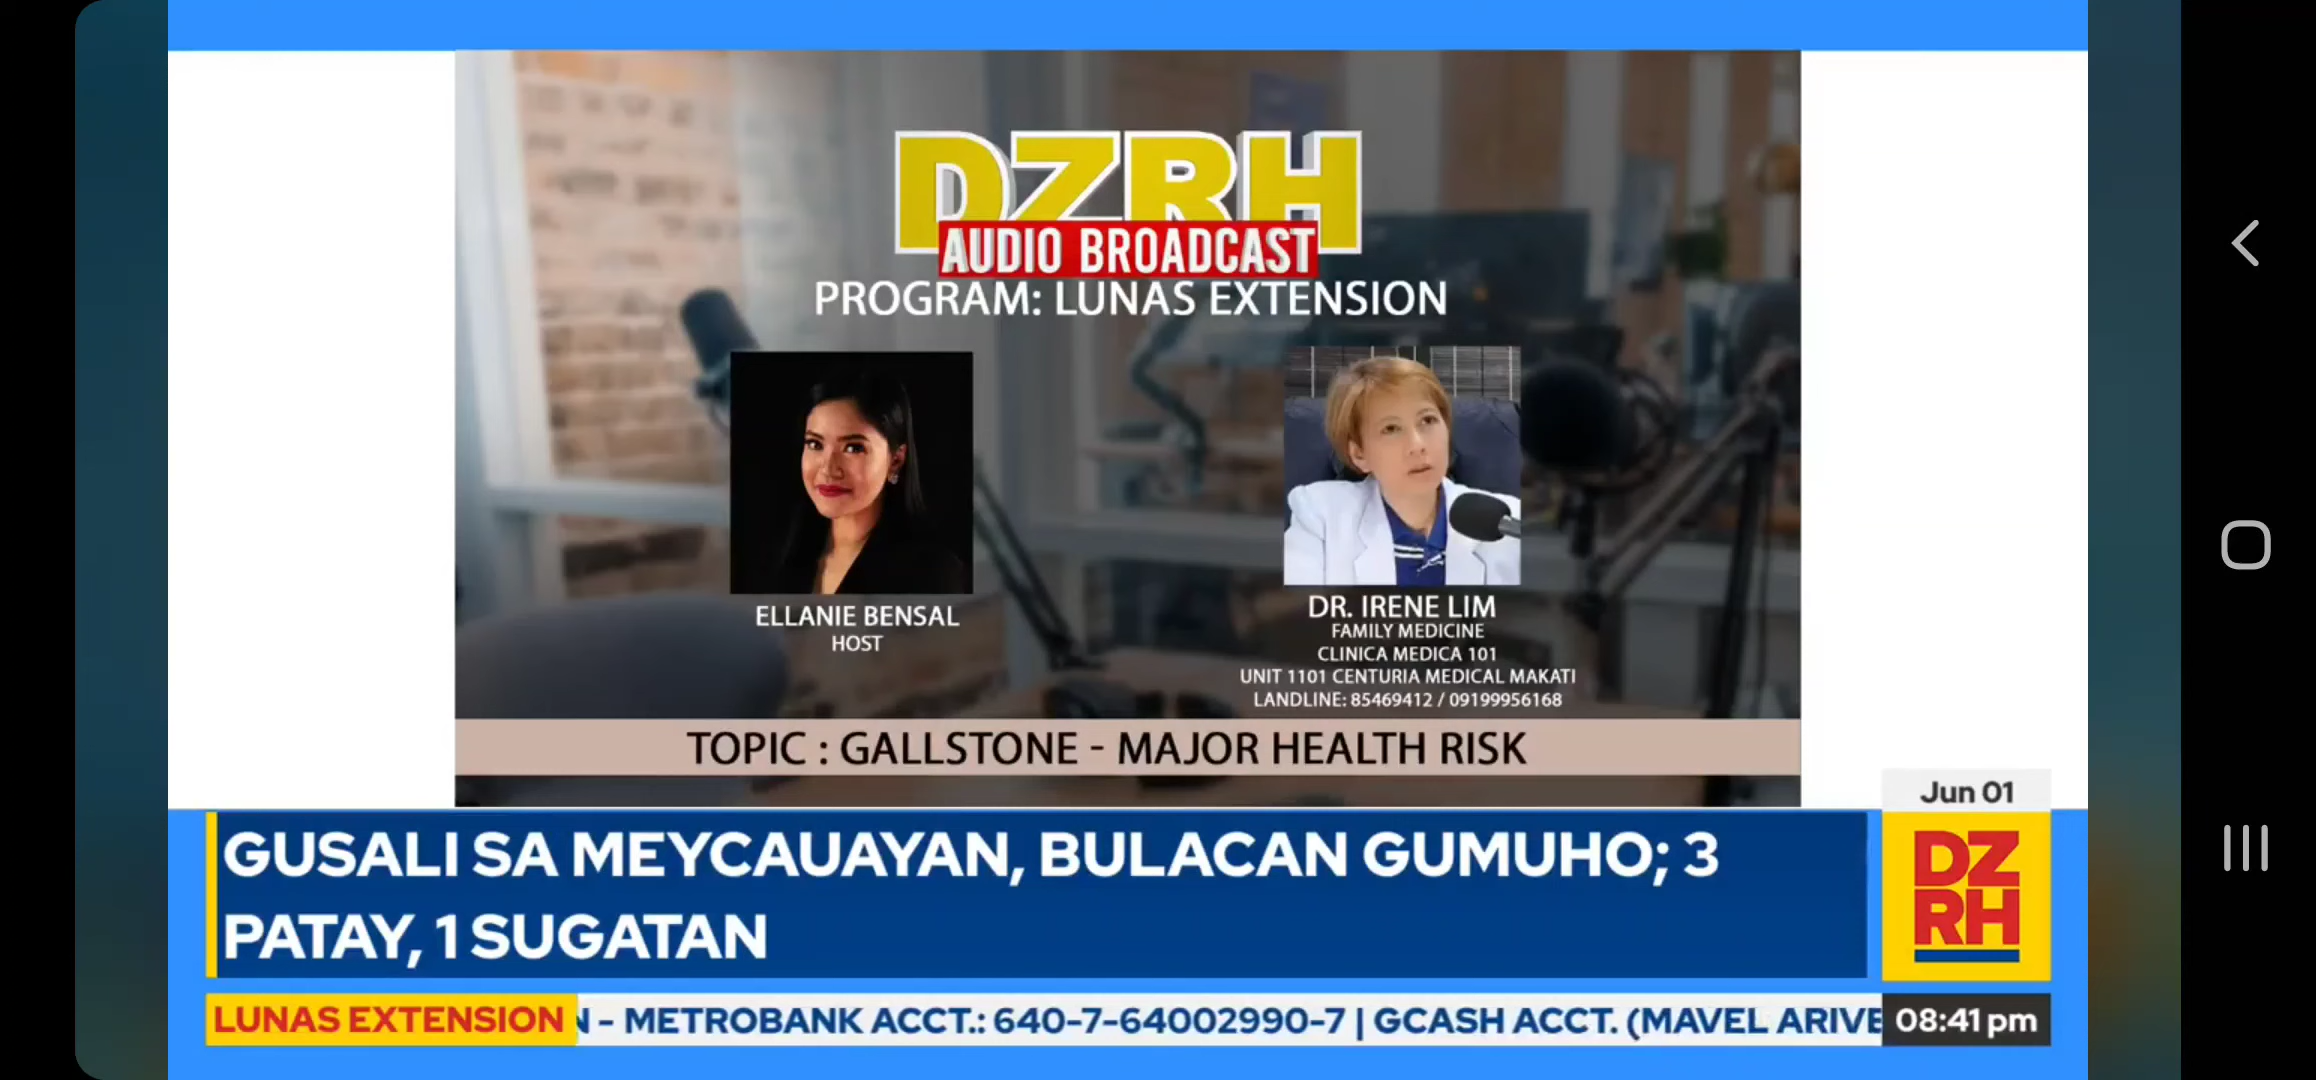 DZRH
AUDIO BROADCAST
PROGRAM: LUNAS EXTENSION
ELLANIE BENSAL
HOST
DR. IRENE LIM
FAMILY MEDICINE
CLINICA MEDICA 101
UNIT 1101 CENTURIA MEDICAL MAKATI
LANDLINE: 85469412 / 09199956168
TOPIC : GALLSTONE - MAJOR HEALTH RISK
Jun 01
GUSALI SA MEYCAUAYAN, BULACAN GUMUHO; 3
PATAY, 1 SUGATAN
DZ
RH
LUNAS EXTENSION
- METROBANK ACCT.: 640-7-64002990-7 | GCASH ACCT. (MAVEL
08:41 pm